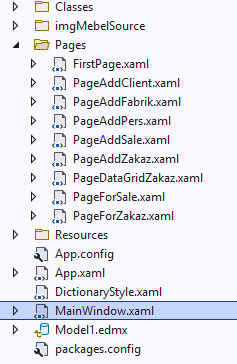 Classes
imgMebelSource
Pages
FirstPage.xaml
PageAddClient.xaml
PageAddFabrik.xaml
PageAddPers.xaml
PageAddSale.xaml
PageAddZakaz.xaml
PageDataGridZakaz.xaml
PageForSale.xaml
PageForZakaz.xaml
Resources
App.config
App.xaml
DictionaryStyle.xaml
MainWindow.xaml
Model1.edmx
packages.config